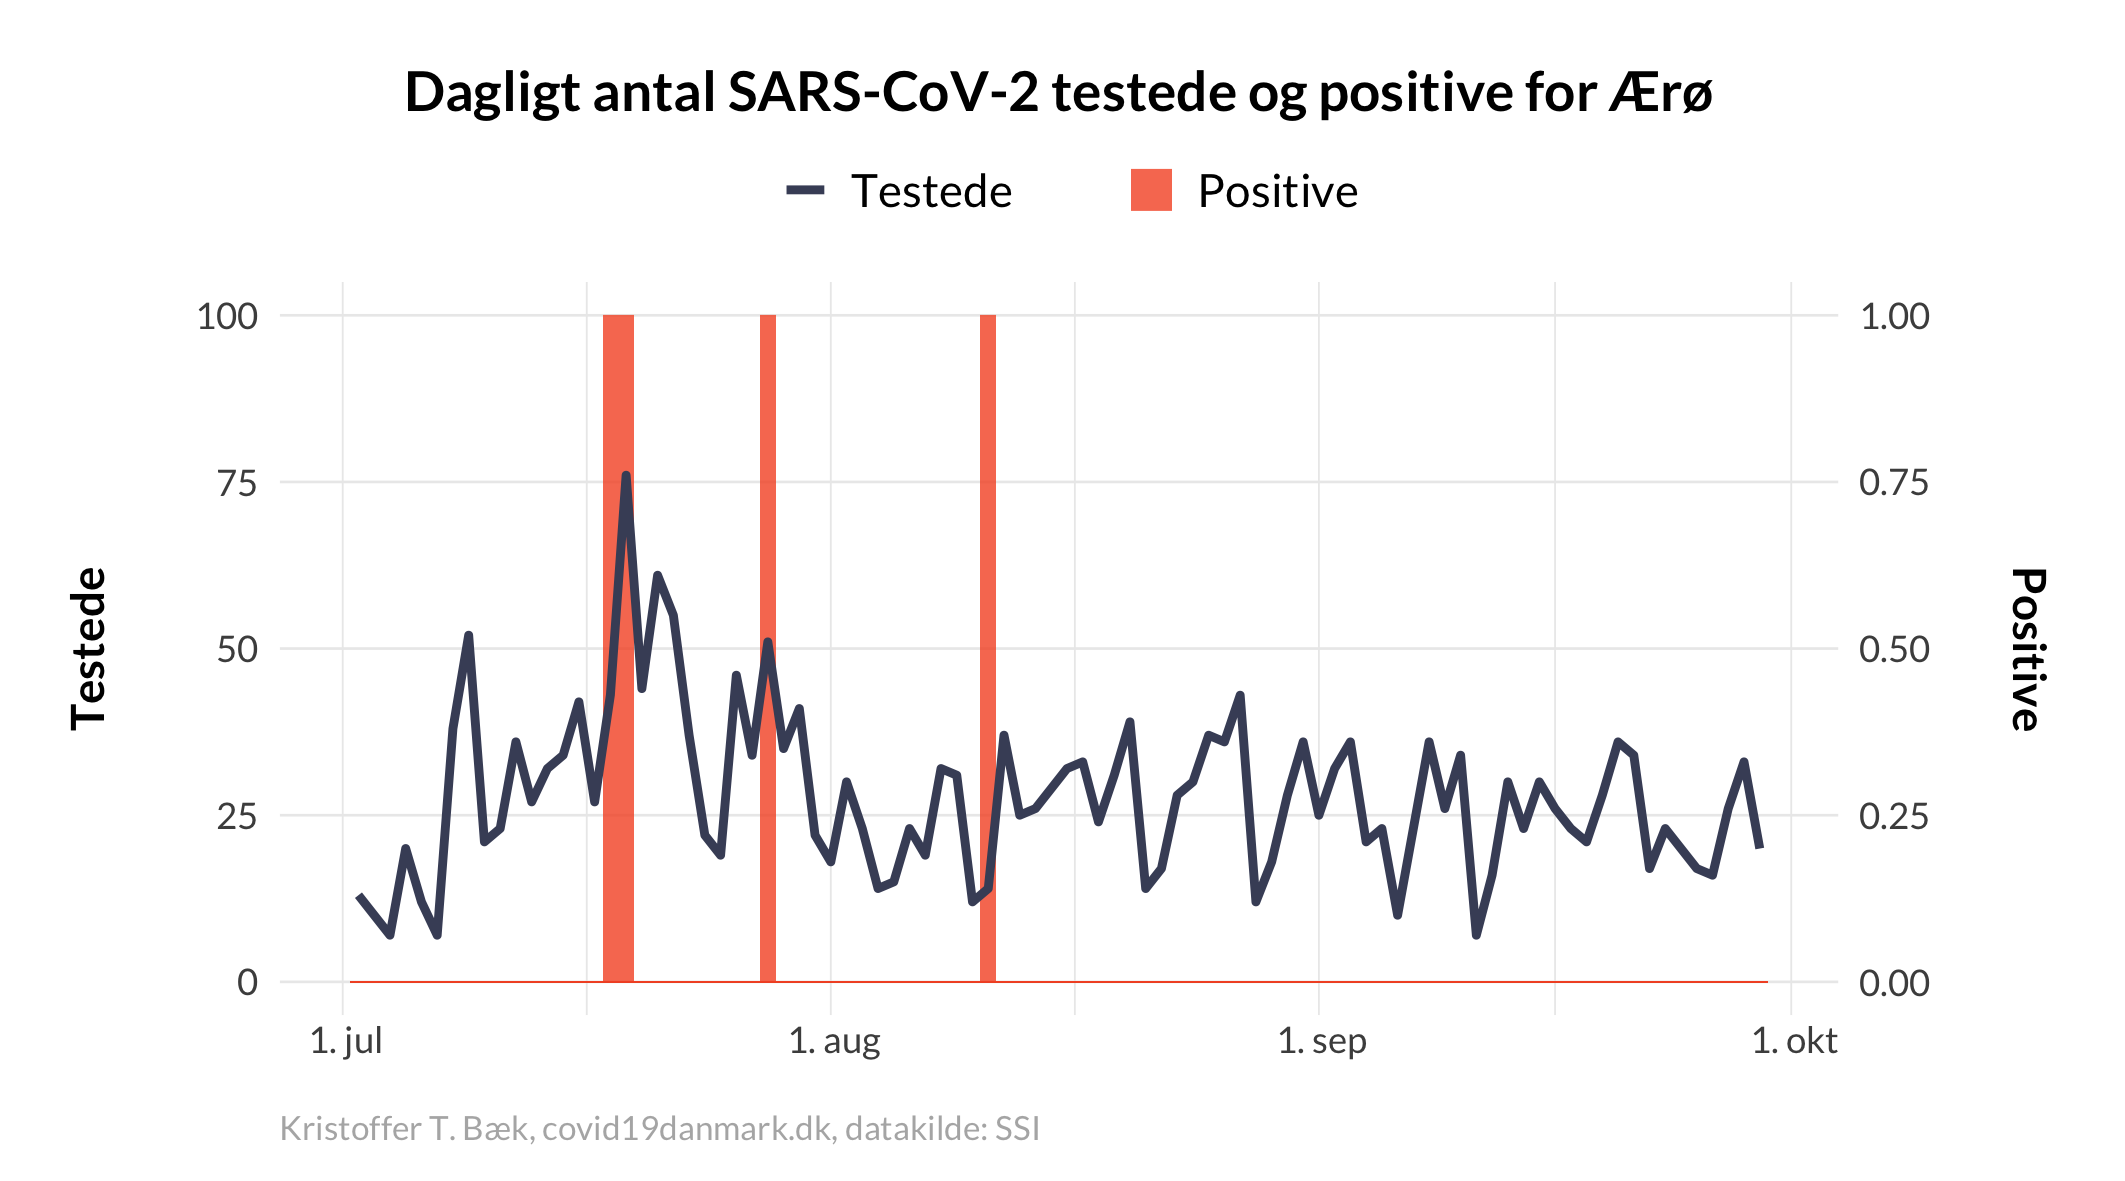 Dagligt antal SARS-CoV-2 testede og positive for Ærø
Testede Positive
100 1.00
75 0.75
50 0.50
25 0.25
0 0.00
Testede
Positive
1. jul 1. aug 1. sep 1. okt
Kristoffer T. Bæk, covid19danmark.dk, datakilde: SSI